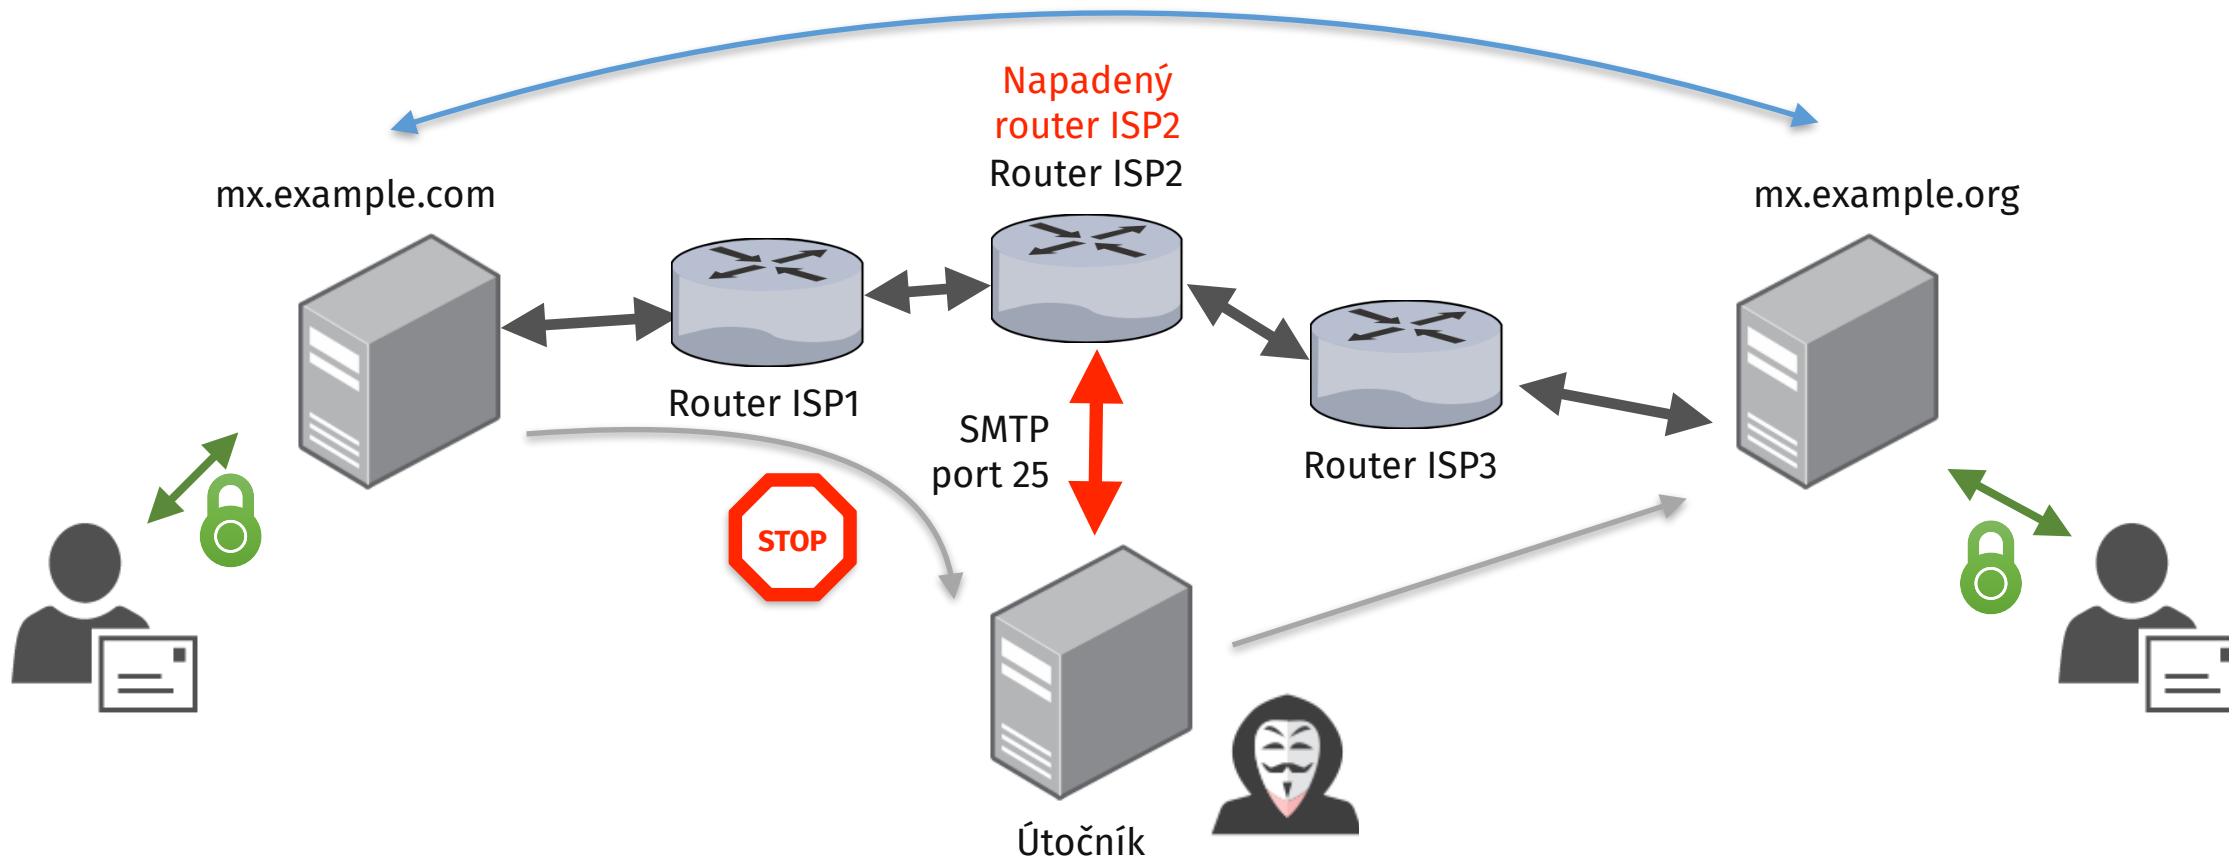 Napadený
router ISP2
Router ISP2
mx.example.com
mx.example.org
Router ISP1
SMTP
port 25
Router ISP3
STOP
Útočník